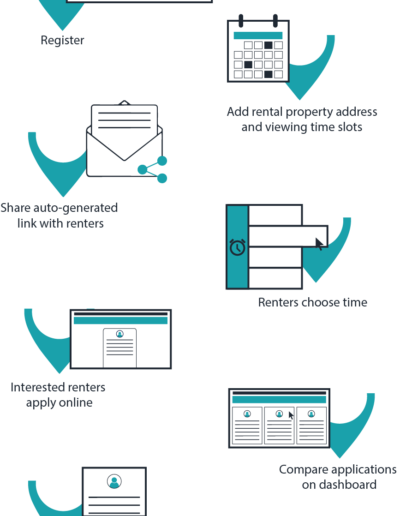 Register
Add rental property address
and viewing time slots
Share auto-generated
link with renters
Renters choose time
Interested renters
apply online
Compare applications
on dashboard